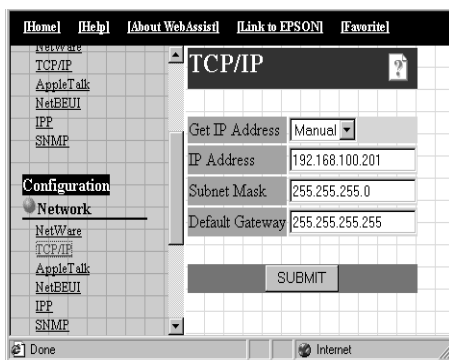 [Home] [Help] [About WebAssist] [Link to EPSON] [Favorite]
NetWare
TCP/IP
AppleTalk
NetBEUI
IPP
SNMP
Configuration
Network
NetWare
TCP/IP
AppleTalk
NetBEUI
IPP
SNMP
TCP/IP
?
Get IP Address Manual
IP Address 192.168.100.201
Subnet Mask 255.255.255.0
Default Gateway 255.255.255.255
SUBMIT
Done Internet